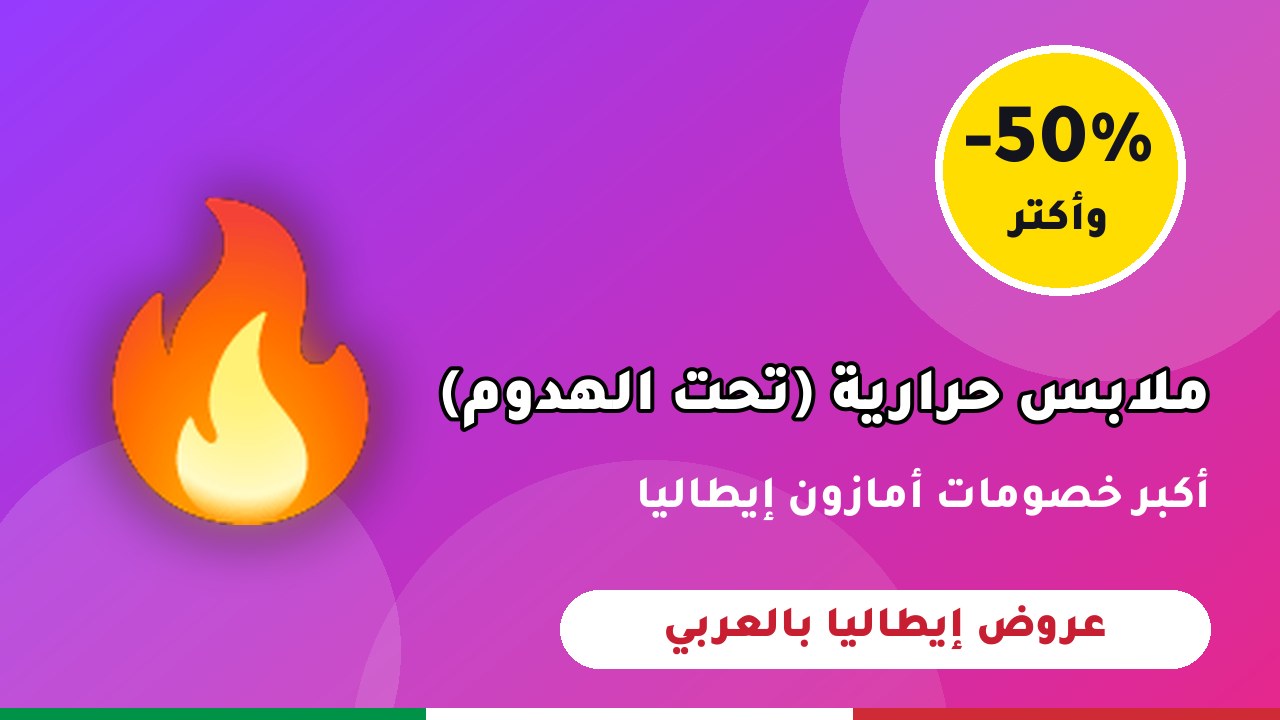 -50%
وأكتر
ملابس حرارية (تحت الهدوم)
أكبر خصومات أمازون إيطاليا
عروض إيطاليا بالعربي